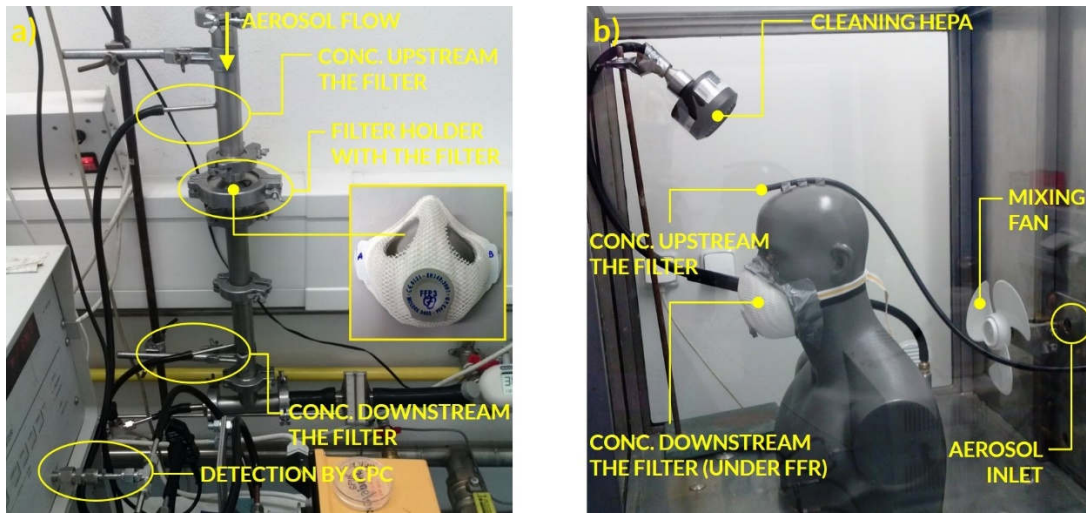 a)
AEROSOL FLOW
CONC. UPSTREAM
THE FILTER
FILTER HOLDER
WITH THE FILTER
A
B
FFP3
CONC. DOWNSTREAM
THE FILTER
DETECTION BY CPC
b)
CLEANING HEPA
MIXING
FAN
CONC. UPSTREAM
THE FILTER
CONC. DOWNSTREAM
THE FILTER (UNDER FFR)
AEROSOL
INLET